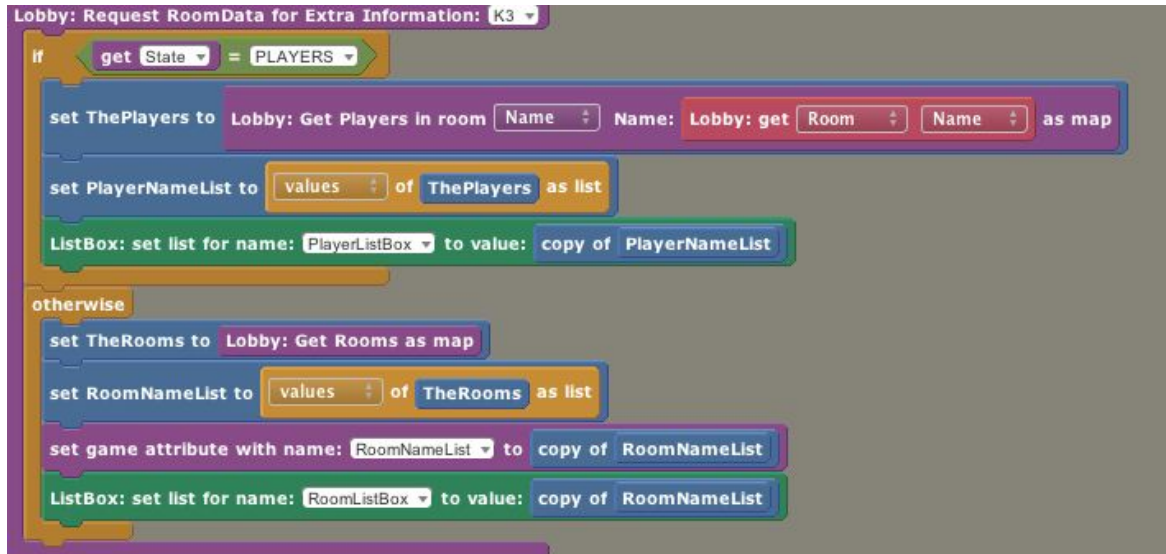 Lobby: Request RoomData for Extra Information: K3
if get State = PLAYERS
set ThePlayers to Lobby: Get Players in room Name Name: Lobby: get Room Name as map
set PlayerNameList to values of ThePlayers as list
ListBox: set list for name: PlayerListBox to value: copy of PlayerNameList
otherwise
set TheRooms to Lobby: Get Rooms as map
set RoomNameList to values of TheRooms as list
set game attribute with name: RoomNameList to copy of RoomNameList
ListBox: set list for name: RoomListBox to value: copy of RoomNameList